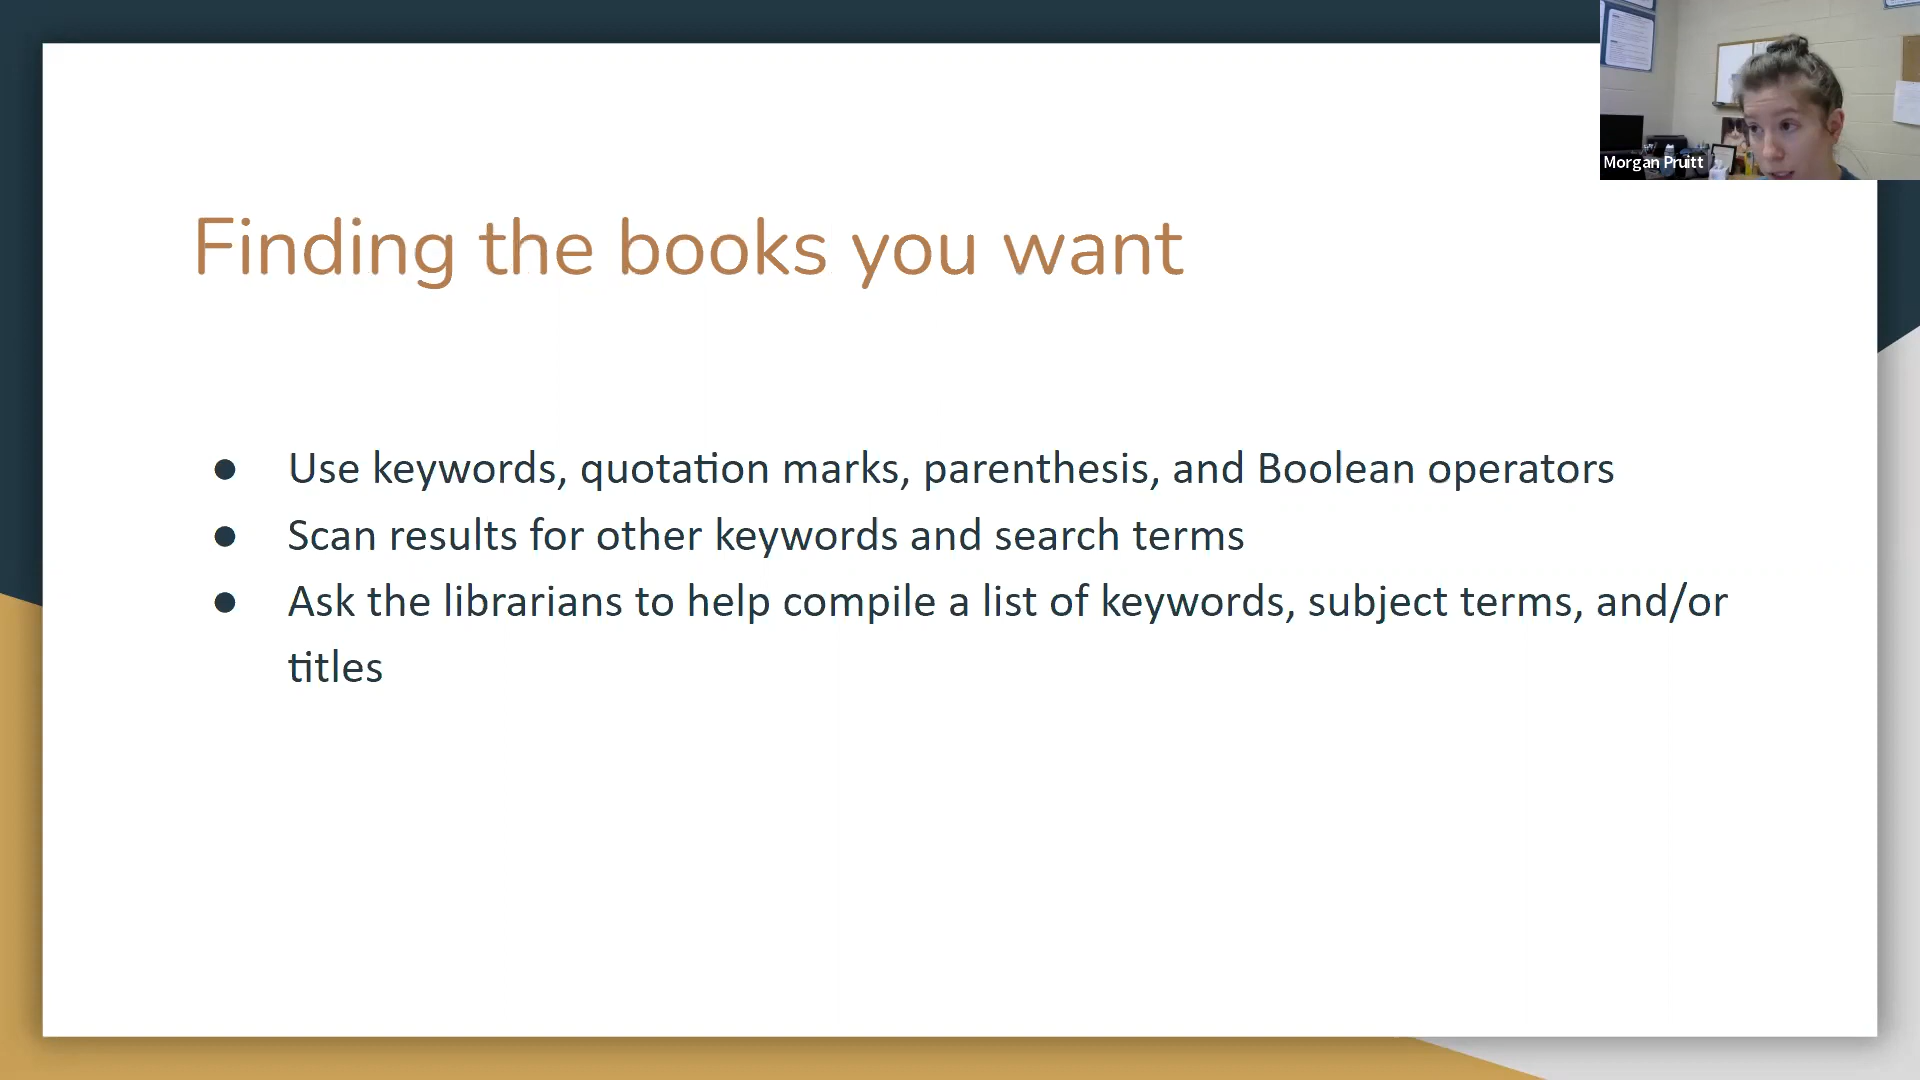 Morgan Pruitt
Finding the books you want
● Use keywords, quotation marks, parenthesis, and Boolean operators
● Scan results for other keywords and search terms
● Ask the librarians to help compile a list of keywords, subject terms, and/or
titles